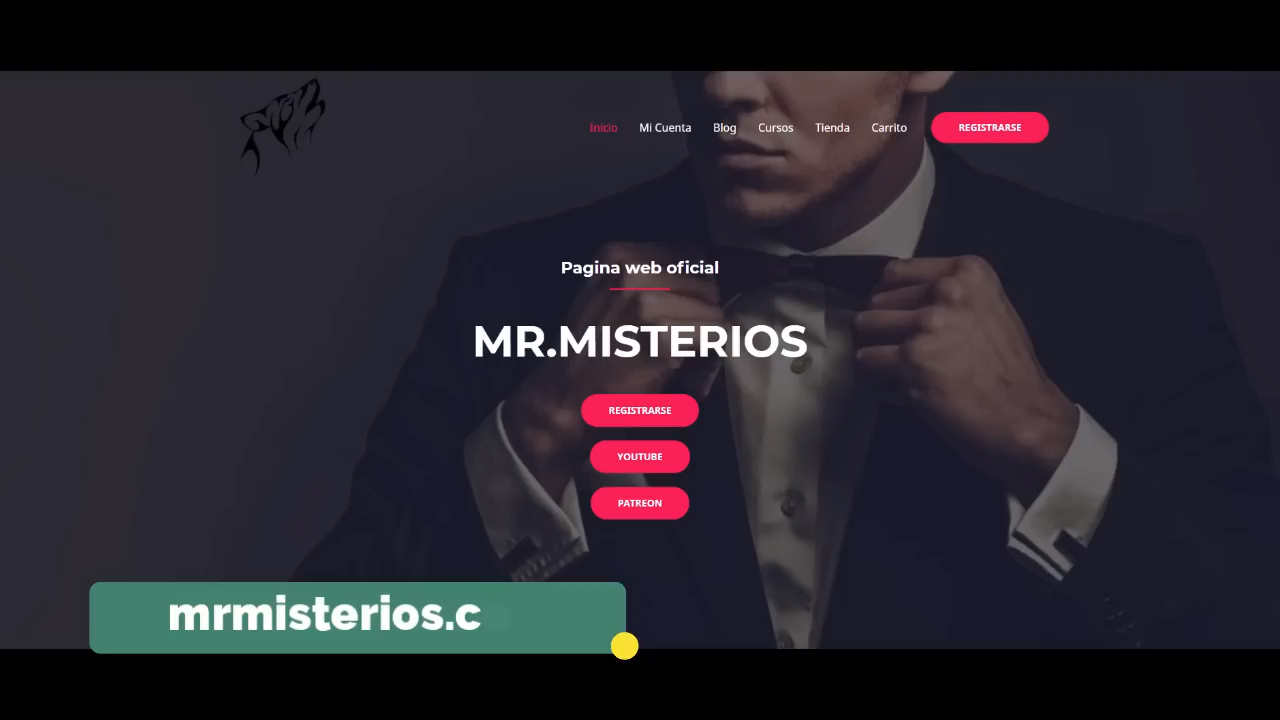 Inicio Mi Cuenta Blog Cursos Tienda Carrito REGISTRARSE
Pagina web oficial
MR.MISTERIOS
REGISTRARSE
YOUTUBE
PATREON
mrmisterios.c